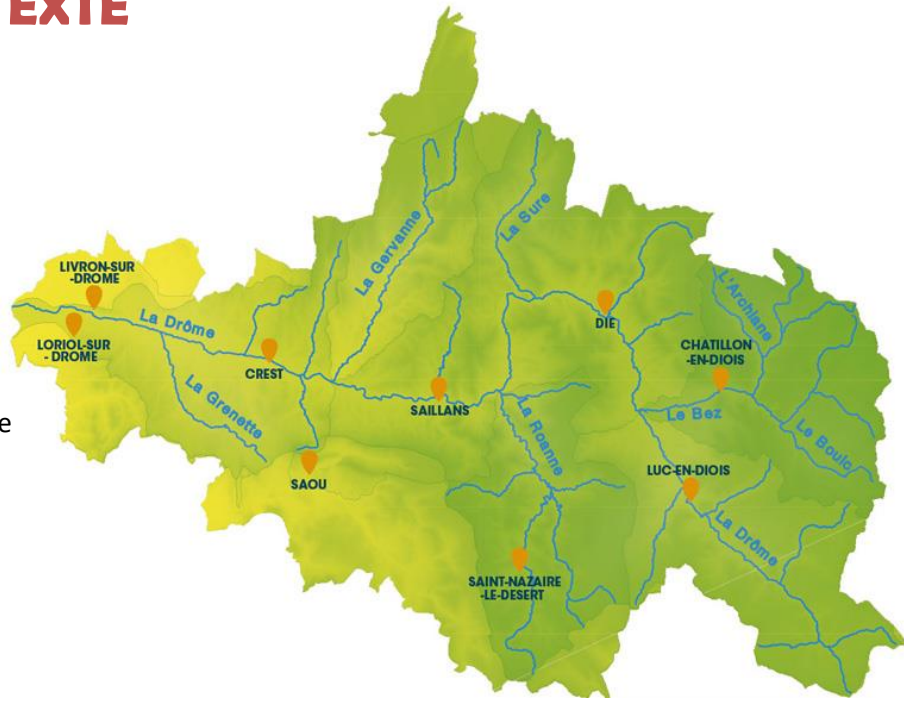 EXTE
La Sure
La Gervanne
LIVRON-SUR
-DROME
L'Archiane
La Drôme
DIE
LORIOL-SUR
- DROME
CHATILLON
-EN-DIOIS
CREST
SAILLANS
Le Bez
e
La Grenette
La Roanne
Le Boulc
LUC-EN-DIOIS
SAOU
La Drôme
SAINT-NAZAIRE
-LE-DESERT